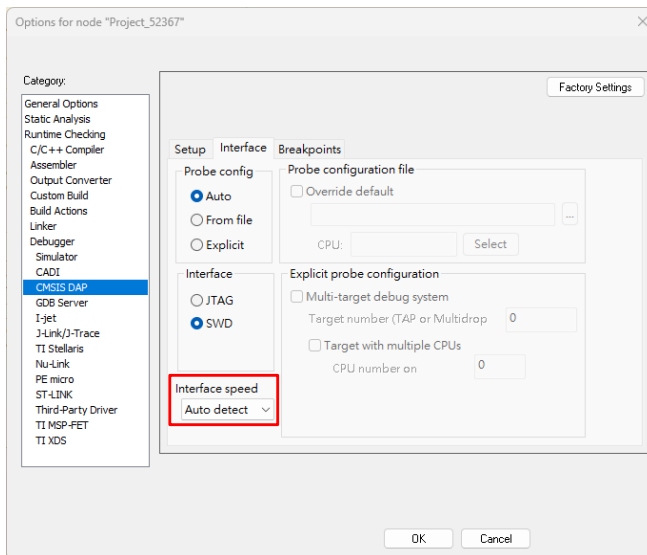 Options for node "Project_52367"
Category:
General Options
Static Analysis
Runtime Checking
C/C++ Compiler
Assembler
Output Converter
Custom Build
Build Actions
Linker
Debugger
Simulator
CADI
CMSIS DAP
GDB Server
I-jet
J-Link/J-Trace
TI Stellaris
Nu-Link
PE micro
ST-LINK
Third-Party Driver
TI MSP-FET
TI XDS
Factory Settings
Setup Interface Breakpoints
Probe config
Auto
From file
Explicit
Probe configuration file
Override default
...
CPU: Select
Interface
JTAG
SWD
Explicit probe configuration
Multi-target debug system
Target number (TAP or Multidrop 0
Target with multiple CPUs
CPU number on 0
Interface speed
Auto detect
OK Cancel